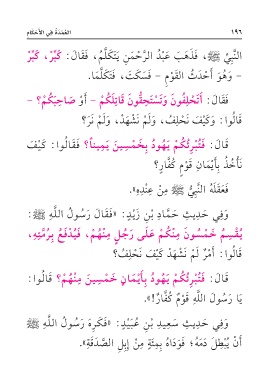 ١٩٦
العُمْدَة فِي الأحْكَام
النَّبِيِّ ﷺ، فَذَهَبَ عَبْدُ الرَّحْمَنِ يَتَكَلَّمُ، فَقَالَ: كَبِّرْ، كَبِّرْ
- وَهُوَ أَحْدَثُ القَوْمِ - فَسَكَتَ، فَتَكَلَّمَا.
فَقَالَ: أَتَحْلِفُونَ وَتَسْتَحِقُّونَ قَاتِلَكُمْ - أَوْ صَاحِبَكُمْ؟ -
قَالُوا: وَكَيْفَ نَحْلِفُ، وَلَمْ نَشْهَدْ، وَلَمْ نَرَ؟
قَالَ: فَتُبْرِئُكُمْ يَهُودُ بِخَمْسِينَ يَمِيناً؟ فَقَالُوا: كَيْفَ
نَأْخُذُ بِأَيْمَانِ قَوْمٍ كُفَّارٍ؟
فَعَقَلَهُ النَّبِيُّ ﷺ مِنْ عِنْدِهِ».
وَفِي حَدِيثِ حَمَّادِ بْنِ زَيْدٍ: «فَقَالَ رَسُولُ اللَّهِ ﷺ:
يُقْسِمُ خَمْسُونَ مِنْكُمْ عَلَى رَجُلٍ مِنْهُمْ، فَيُدْفَعُ بِرُمَّتِهِ،
قَالُوا: أَمْرٌ لَمْ نَشْهَدْ كَيْفَ نَحْلِفُ؟
قَالَ: فَتُبْرِئُكُمْ يَهُودُ بِأَيْمَانِ خَمْسِينَ مِنْهُمْ؟ قَالُوا:
يَا رَسُولَ اللَّهِ قَوْمٌ كُفَّارٌ!».
وَفِي حَدِيثِ سَعِيدِ بْنِ عُبَيْدٍ: «فَكَرِهَ رَسُولُ اللَّهِ ﷺ
أَنْ يُبْطِلَ دَمَهُ؛ فَوَدَاهُ بِمِئَةٍ مِنْ إِبِلِ الصَّدَقَةِ».